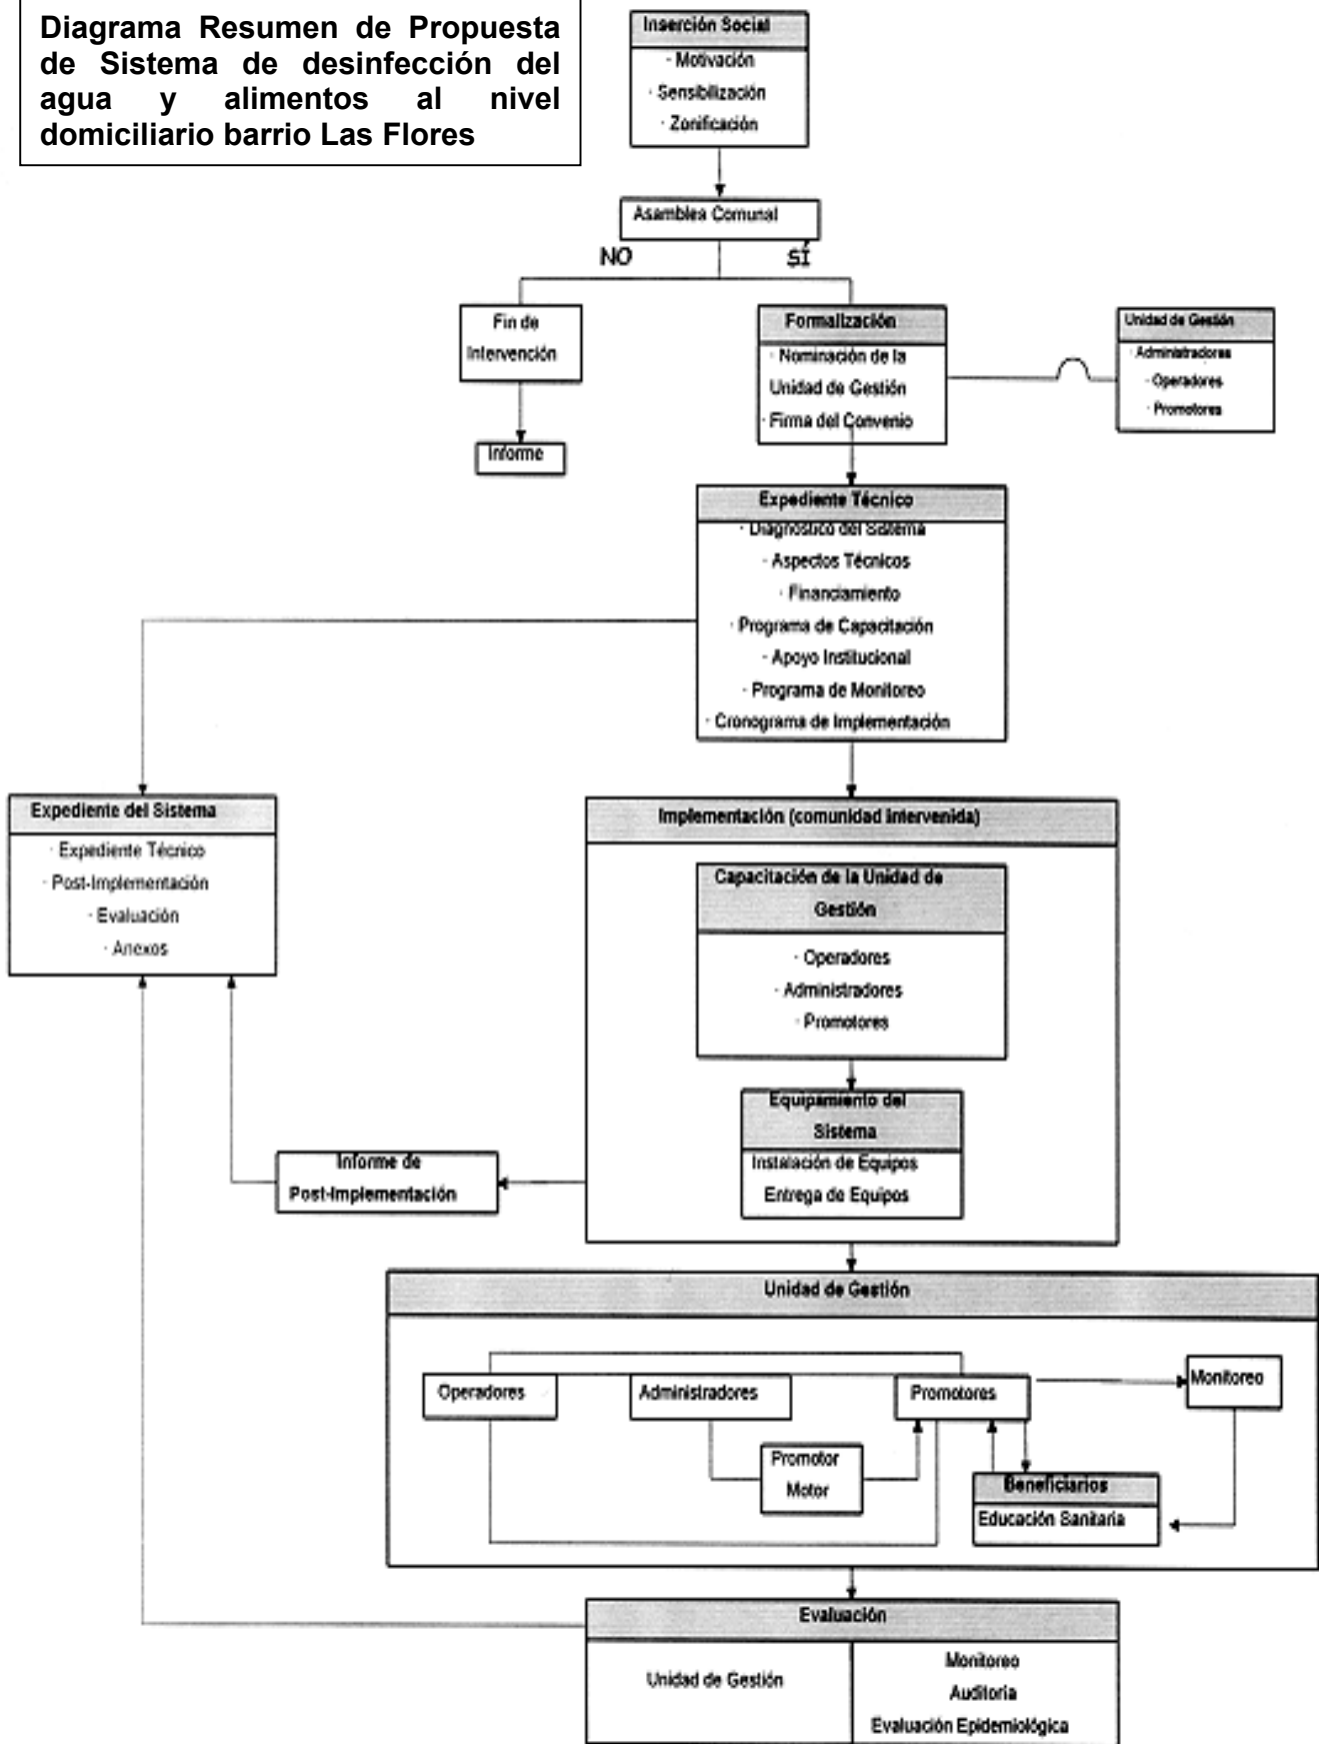 Diagrama Resumen de Propuesta
de Sistema de desinfección del
agua y alimentos al nivel
domiciliario barrio Las Flores
Inserción Social
· Motivación
· Sensibilización
· Zonificación
Asamblea Comunal
NO
SÍ
Fin de
Intervención
Informe
Formalización
· Nominación de la
Unidad de Gestión
· Firma del Convenio
Unidad de Gestión
· Administradores
· Operadores
· Promotores
Expediente Técnico
· Diagnóstico del Sistema
· Aspectos Técnicos
· Financiamiento
· Programa de Capacitación
· Apoyo Institucional
· Programa de Monitoreo
· Cronograma de Implementación
Expediente del Sistema
· Expediente Técnico
· Post-Implementación
· Evaluación
· Anexos
Implementación (comunidad intervenida)
Capacitación de la Unidad de
Gestión
· Operadores
· Administradores
· Promotores
Equipamiento del
Sistema
Instalación de Equipos
Entrega de Equipos
Informe de
Post-Implementación
Unidad de Gestión
Operadores
Administradores
Promotores
Monitoreo
Promotor
Motor
Beneficiarios
Educación Sanitaria
Evaluación
Unidad de Gestión
Monitoreo
Auditoría
Evaluación Epidemiológica